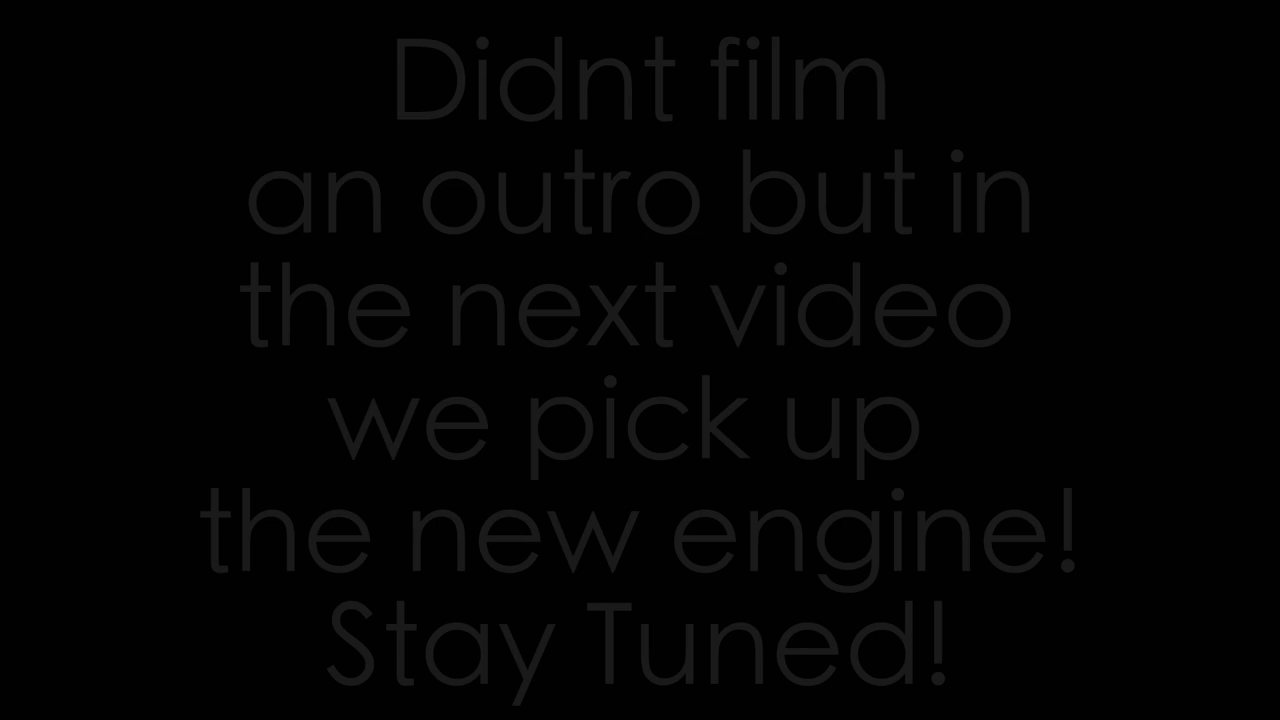 Didnt film
an outro but in
the next video
we pick up
the new engine!
Stay Tuned!